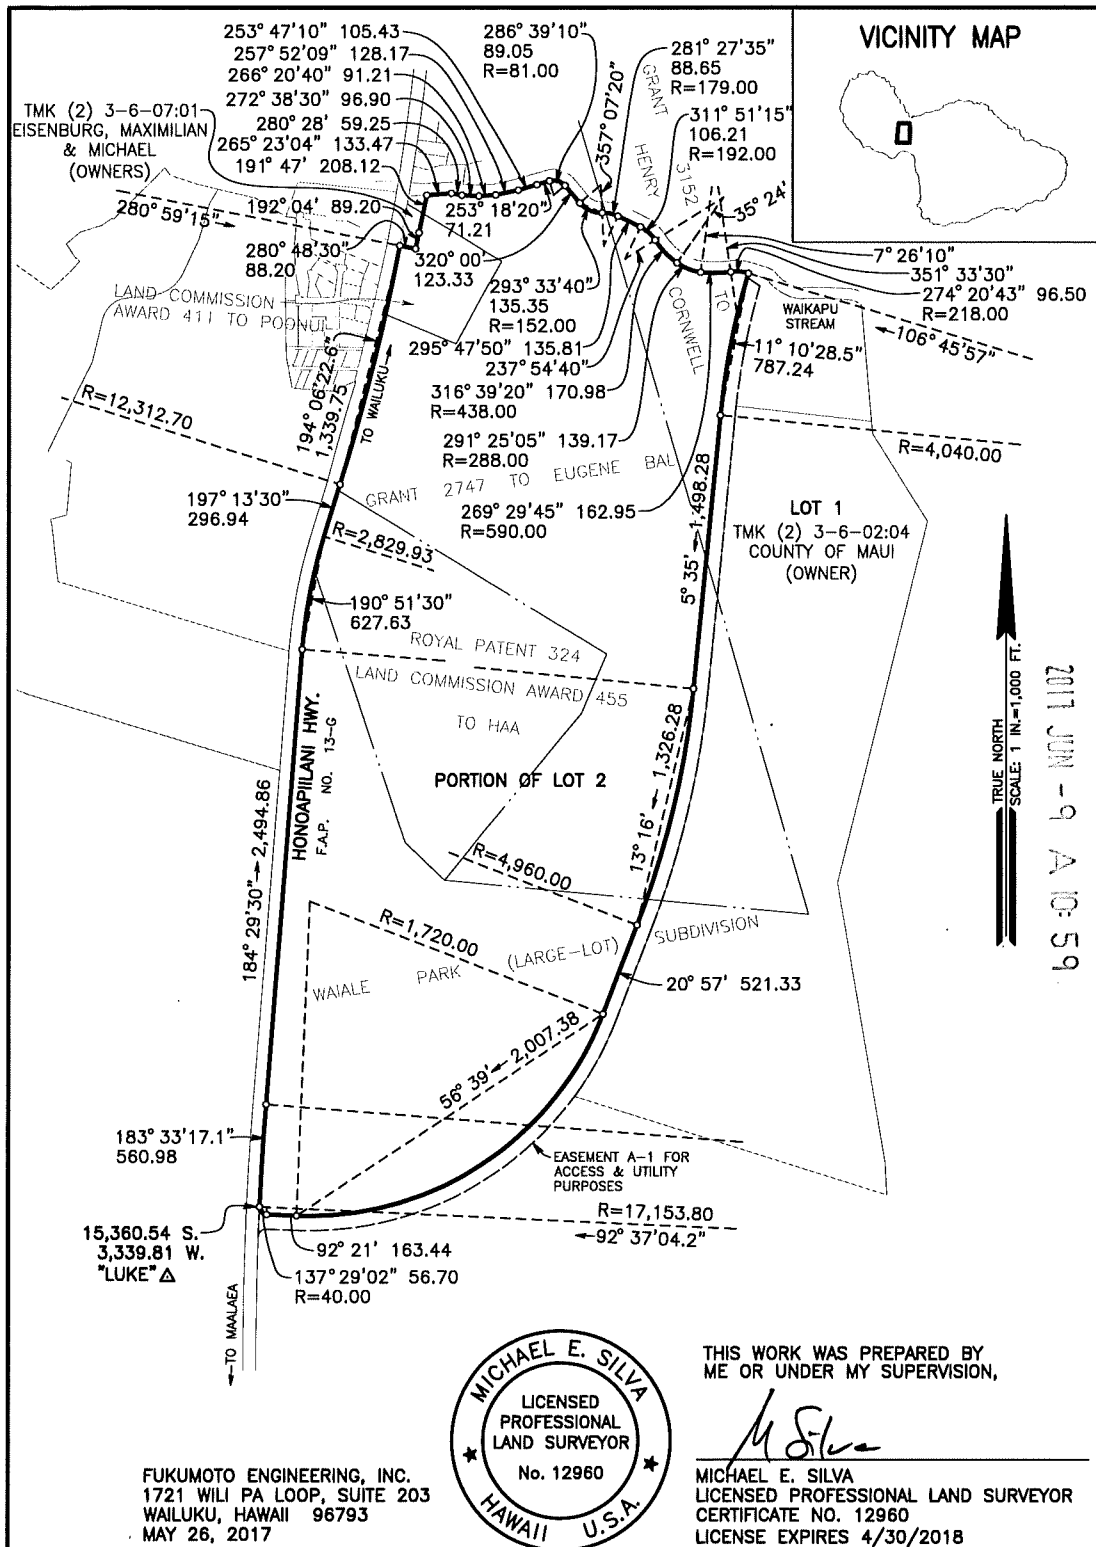 VICINITY MAP
253° 47'10" 105.43
257° 52'09" 128.17
266° 20'40" 91.21
272° 38'30" 96.90
280° 28' 59.25
265° 23'04" 133.47
191° 47' 208.12
192° 04' 89.20
286° 39'10"
89.05
R=81.00
281° 27'35"
88.65
R=179.00
311° 51'15"
106.21
R=192.00
357° 07'20"
GRANT 3152 TO
HENRY CORNWELL
35° 24'
TMK (2) 3-6-07:01
EISENBURG, MAXIMILIAN
& MICHAEL
(OWNERS)
280° 59'15"
280° 48'30"
88.20
253° 18'20"
71.21
320° 00'
123.33
293° 33'40"
135.35
R=152.00
295° 47'50" 135.81
237° 54'40"
316° 39'20" 170.98
R=438.00
291° 25'05" 139.17
R=288.00
269° 29'45" 162.95
R=590.00
7° 26'10"
351° 33'30"
274° 20'43" 96.50
R=218.00
WAIKAPU
STREAM
106° 45'57"
11° 10'28.5"
787.24
LAND COMMISSION
AWARD 411 TO POONUI
194° 06'22.6"
1,339.75
TO WAILUKU
R=12,312.70
R=4,040.00
GRANT 2747 TO EUGENE BAL
197° 13'30"
296.94
R=2,829.93
5° 35' 1,498.28
LOT 1
TMK (2) 3-6-02:04
COUNTY OF MAUI
(OWNER)
190° 51'30"
627.63
ROYAL PATENT 324
LAND COMMISSION AWARD 455
TO HAA
HONOAPIILANI HWY.
F.A.P. NO. 13-G
PORTION OF LOT 2
13° 16' 1,326.28
184° 29'30" 2,494.86
R=4,960.00
R=1,720.00
WAIALE PARK (LARGE-LOT) SUBDIVISION
20° 57' 521.33
56° 39' 2,007.38
TRUE NORTH
SCALE: 1 IN.=1,000 FT.
2017 JUN -9 A 10:59
183° 33'17.1"
560.98
EASEMENT A-1 FOR
ACCESS & UTILITY
PURPOSES
R=17,153.80
92° 37'04.2"
15,360.54 S.
3,339.81 W.
"LUKE"
92° 21' 163.44
137° 29'02" 56.70
R=40.00
TO MAALAEA
MICHAEL E. SILVA
LICENSED
PROFESSIONAL
LAND SURVEYOR
No. 12960
HAWAII U.S.A.
THIS WORK WAS PREPARED BY
ME OR UNDER MY SUPERVISION,
M Silva
MICHAEL E. SILVA
LICENSED PROFESSIONAL LAND SURVEYOR
CERTIFICATE NO. 12960
LICENSE EXPIRES 4/30/2018
FUKUMOTO ENGINEERING, INC.
1721 WILI PA LOOP, SUITE 203
WAILUKU, HAWAII 96793
MAY 26, 2017